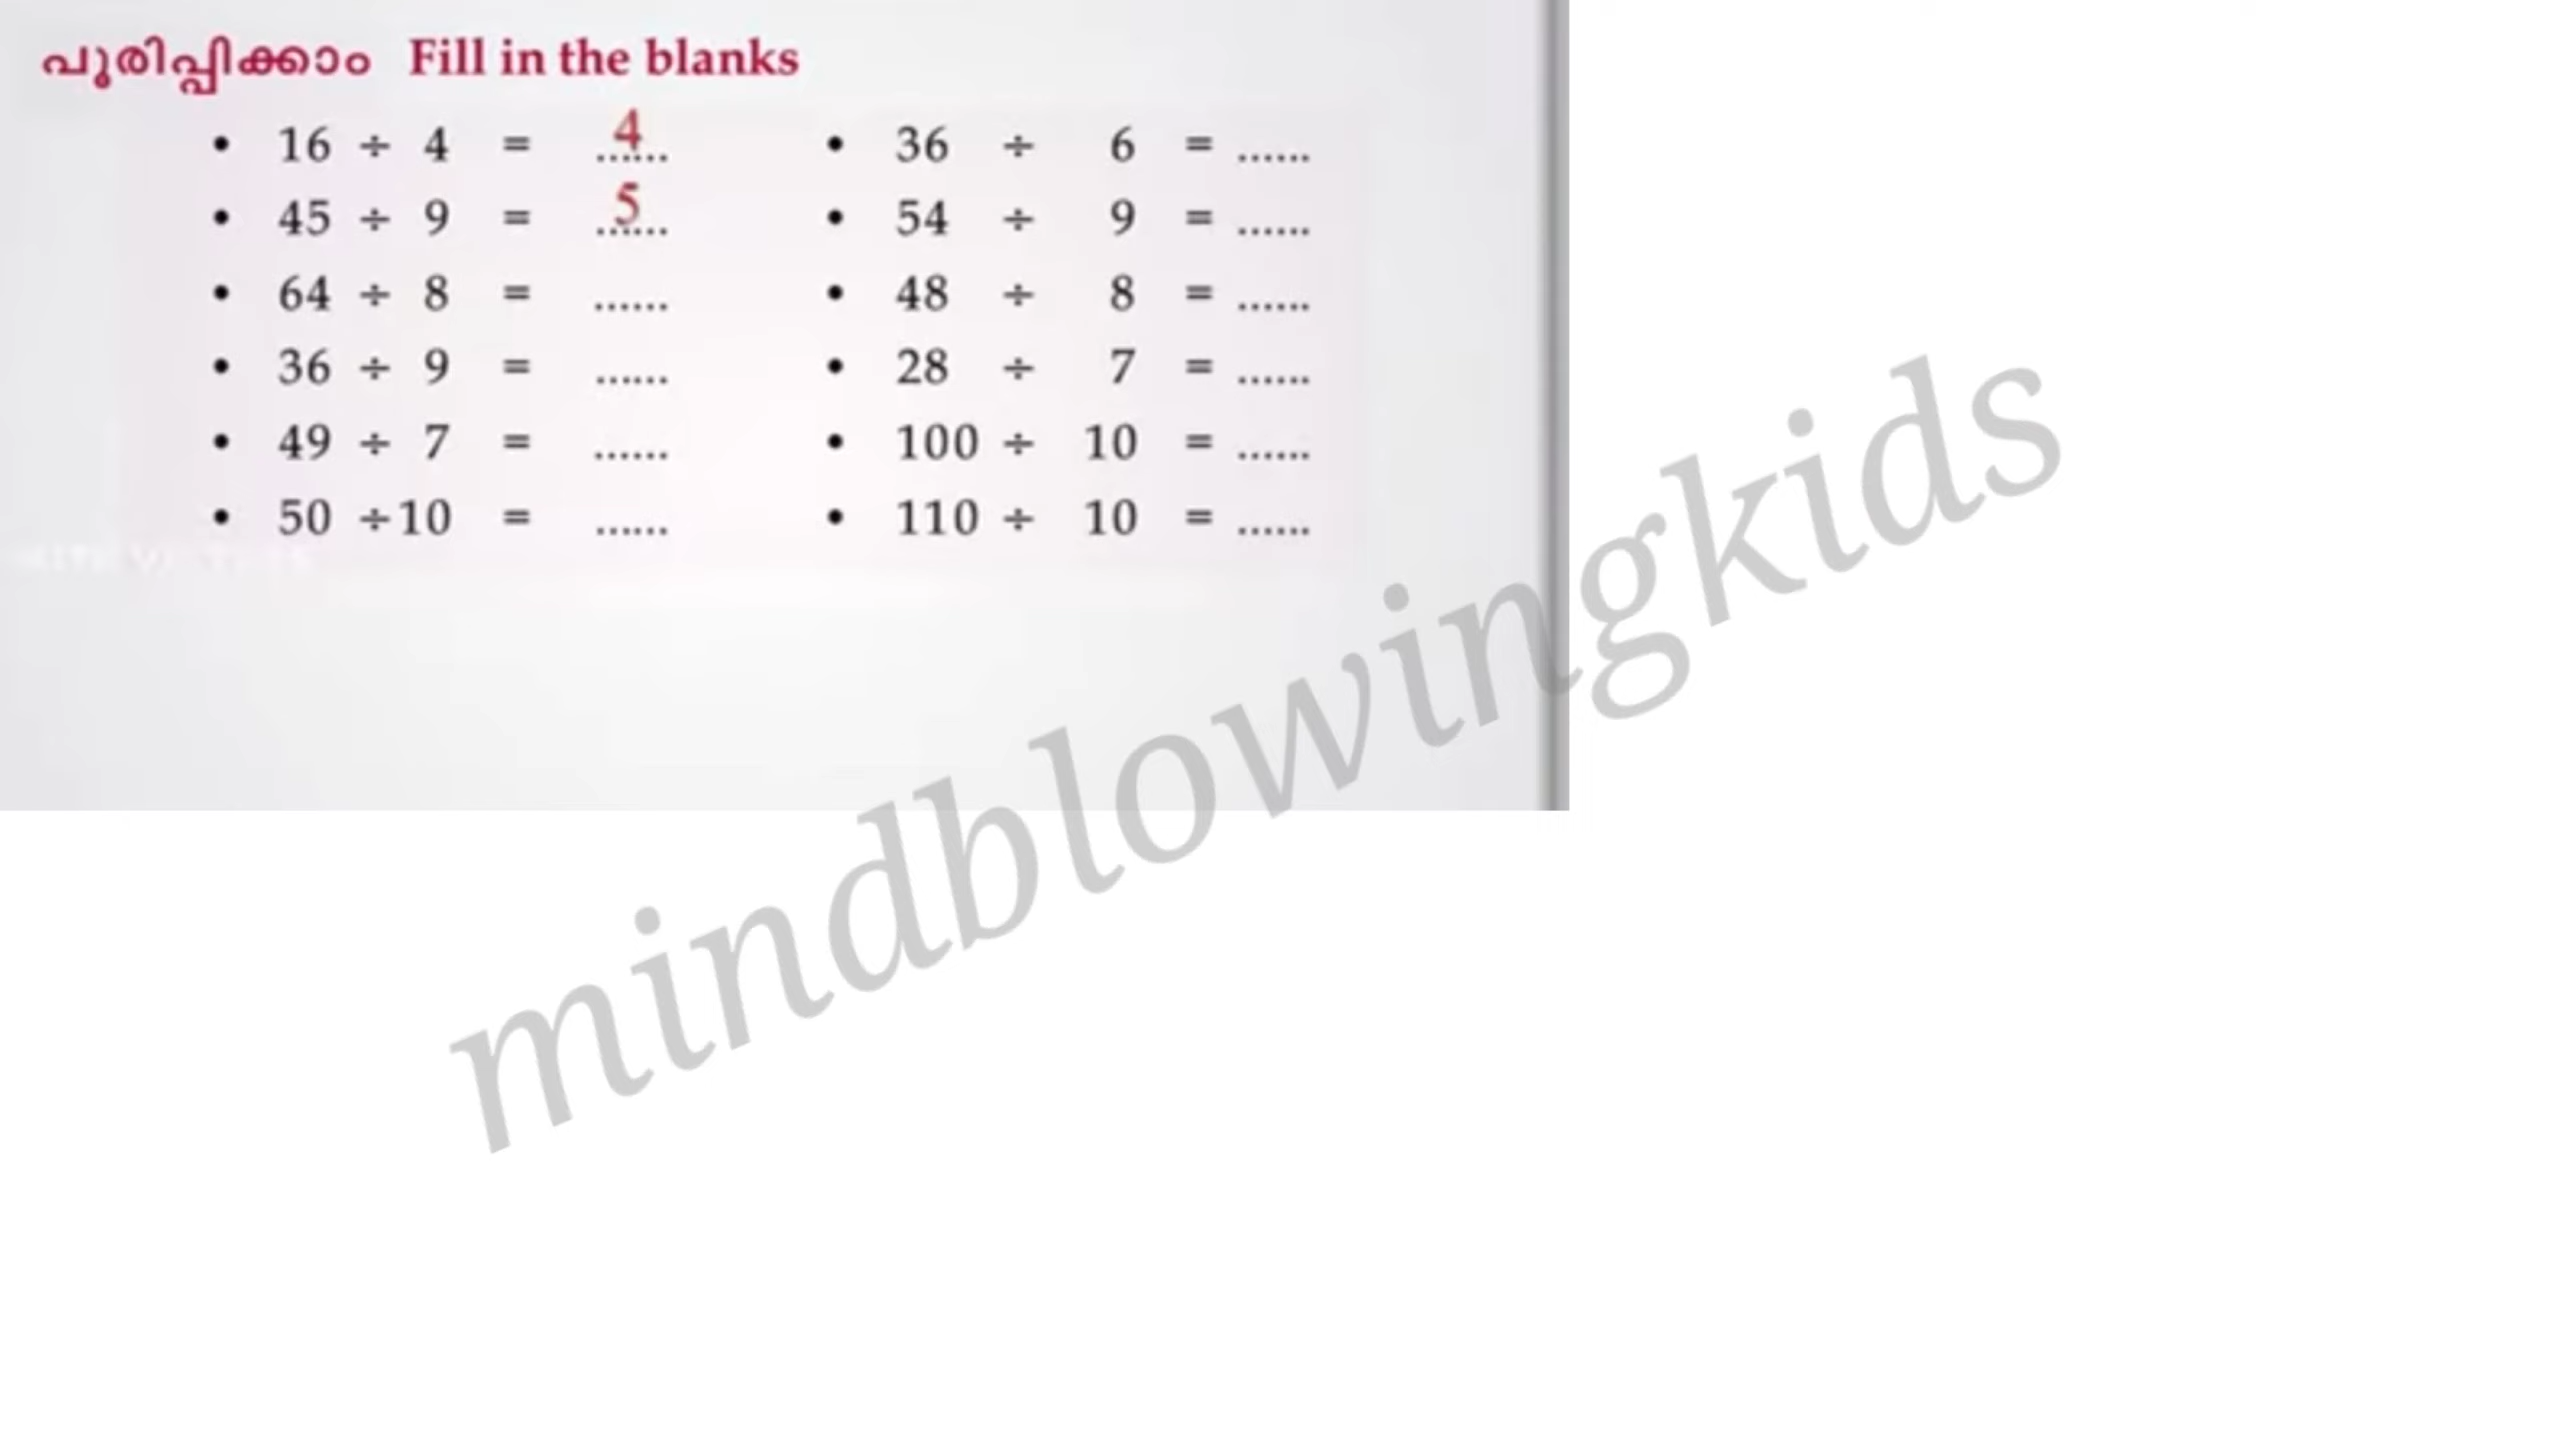 പൂരിപ്പിക്കാം Fill in the blanks
• 16 ÷ 4 = 4...... • 36 ÷ 6 = ......
• 45 ÷ 9 = 5...... • 54 ÷ 9 = ......
• 64 ÷ 8 = ...... • 48 ÷ 8 = ......
• 36 ÷ 9 = ...... • 28 ÷ 7 = ......
• 49 ÷ 7 = ...... • 100 ÷ 10 = ......
• 50 ÷10 = ...... • 110 ÷ 10 = ......
mindblowingkids